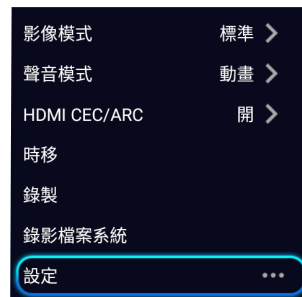 影像模式 標準
聲音模式 動畫
HDMI CEC/ARC 開
時移
錄製
錄影檔案系統
設定